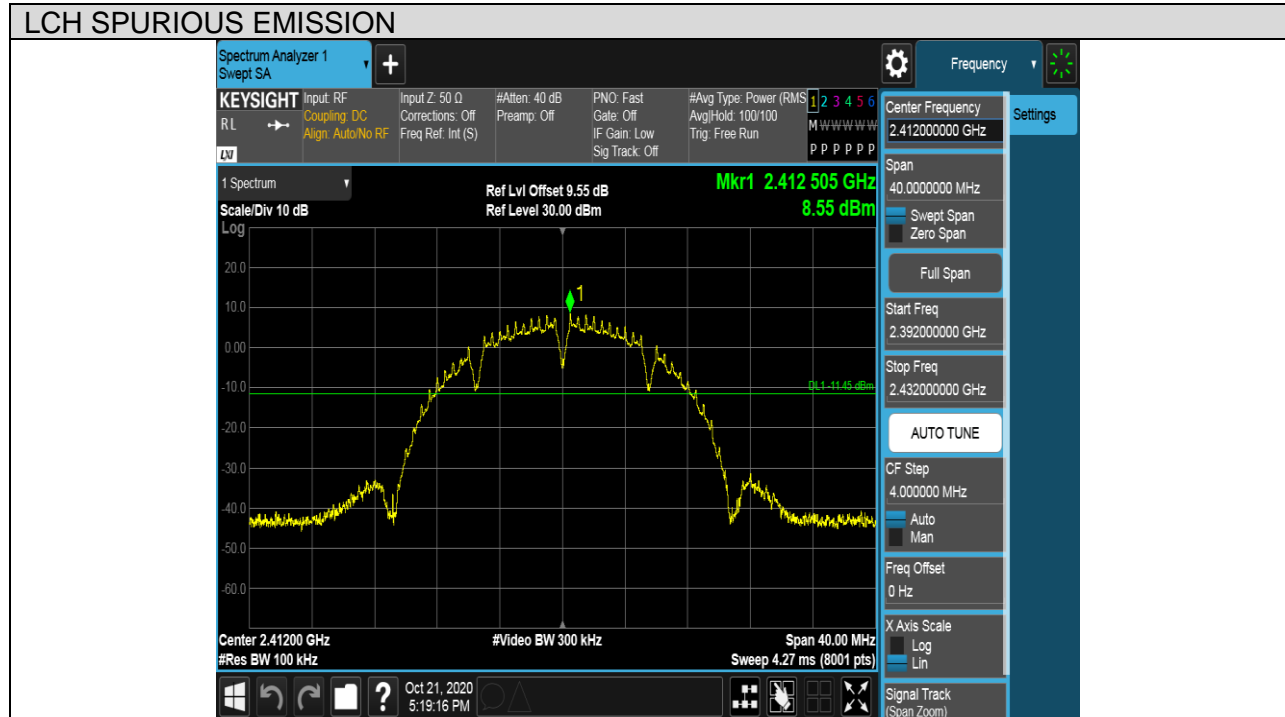 LCH SPURIOUS EMISSION
Spectrum Analyzer 1
Swept SA
Frequency
KEYSIGHT
RL
LXI
Input: RF
Coupling: DC
Align: Auto/No RF
Input Z: 50 Ω
Corrections: Off
Freq Ref: Int (S)
#Atten: 40 dB
Preamp: Off
PNO: Fast
Gate: Off
IF Gain: Low
Sig Track: Off
#Avg Type: Power (RMS
Avg|Hold: 100/100
Trig: Free Run
1 2 3 4 5 6
M W W W W W
P P P P P P
1 Spectrum
Scale/Div 10 dB
Log
Ref Lvl Offset 9.55 dB
Ref Level 30.00 dBm
Mkr1 2.412 505 GHz
8.55 dBm
20.0
10.0
0.00
-10.0
-20.0
-30.0
-40.0
-50.0
-60.0
1
DL1 -11.45 dBm
Center 2.41200 GHz
#Res BW 100 kHz
#Video BW 300 kHz
Span 40.00 MHz
Sweep 4.27 ms (8001 pts)
Center Frequency
2.412000000 GHz
Settings
Span
40.0000000 MHz
Swept Span
Zero Span
Full Span
Start Freq
2.392000000 GHz
Stop Freq
2.432000000 GHz
AUTO TUNE
CF Step
4.000000 MHz
Auto
Man
Freq Offset
0 Hz
X Axis Scale
Log
Lin
Signal Track
(Span Zoom)
?
Oct 21, 2020
5:19:16 PM